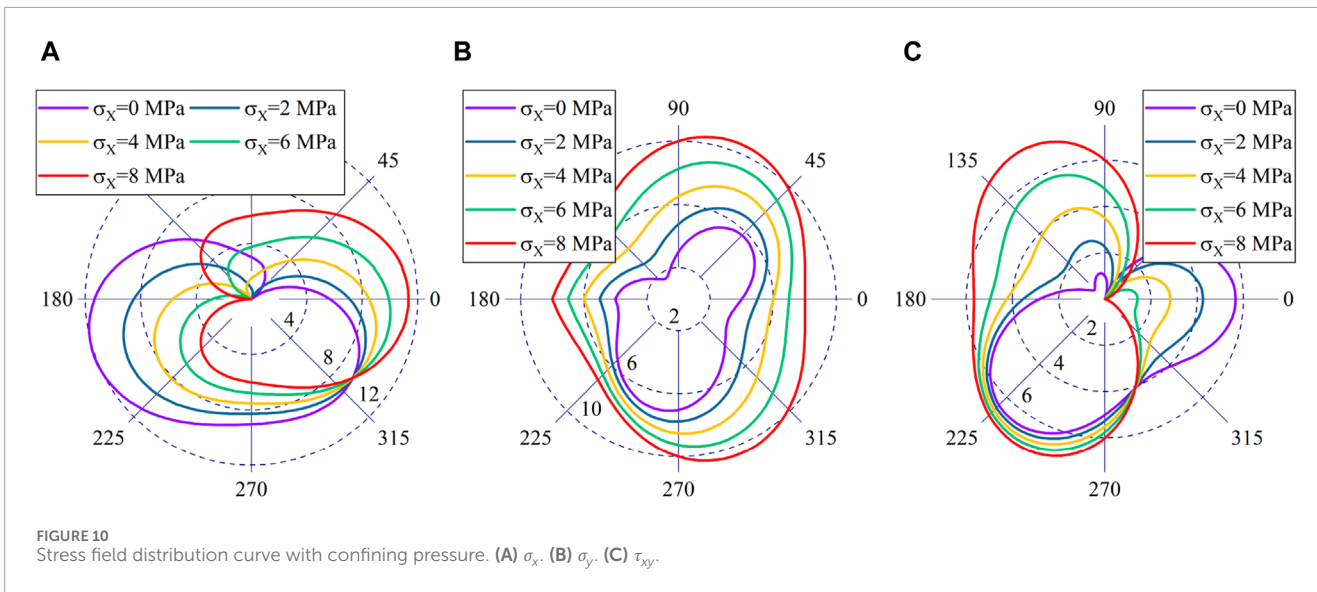 A
B
C
σX=0 MPa
σX=2 MPa
σX=4 MPa
σX=6 MPa
σX=8 MPa
45
180
0
4
8
12
225
315
270
σX=0 MPa
σX=2 MPa
σX=4 MPa
σX=6 MPa
σX=8 MPa
90
45
180
0
2
6
10
225
315
270
σX=0 MPa
σX=2 MPa
σX=4 MPa
σX=6 MPa
σX=8 MPa
90
135
180
0
2
4
6
225
315
270
FIGURE 10
Stress field distribution curve with confining pressure. (A) σx. (B) σy. (C) τxy.